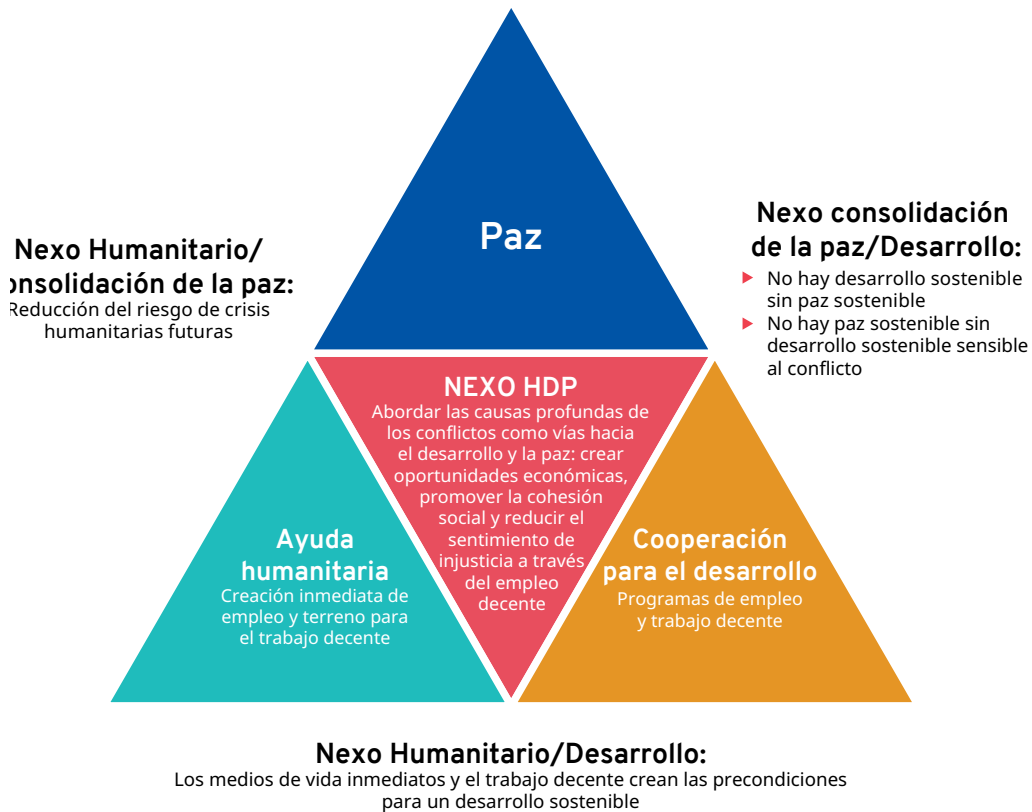 Paz
Nexo Humanitario/
onsolidación de la paz:
Reducción del riesgo de crisis
humanitarias futuras
Nexo consolidación
de la paz/Desarrollo:
No hay desarrollo sostenible
sin paz sostenible
No hay paz sostenible sin
desarrollo sostenible sensible
al conflicto
NEXO HDP
Abordar las causas profundas de
los conflictos como vías hacia
el desarrollo y la paz: crear
oportunidades económicas,
promover la cohesión
social y reducir el
sentimiento de
injusticia a través
del empleo
decente
Ayuda
humanitaria
Creación inmediata de
empleo y terreno para
el trabajo decente
Cooperación
para el desarrollo
Programas de empleo
y trabajo decente
Nexo Humanitario/Desarrollo:
Los medios de vida inmediatos y el trabajo decente crean las precondiciones
para un desarrollo sostenible